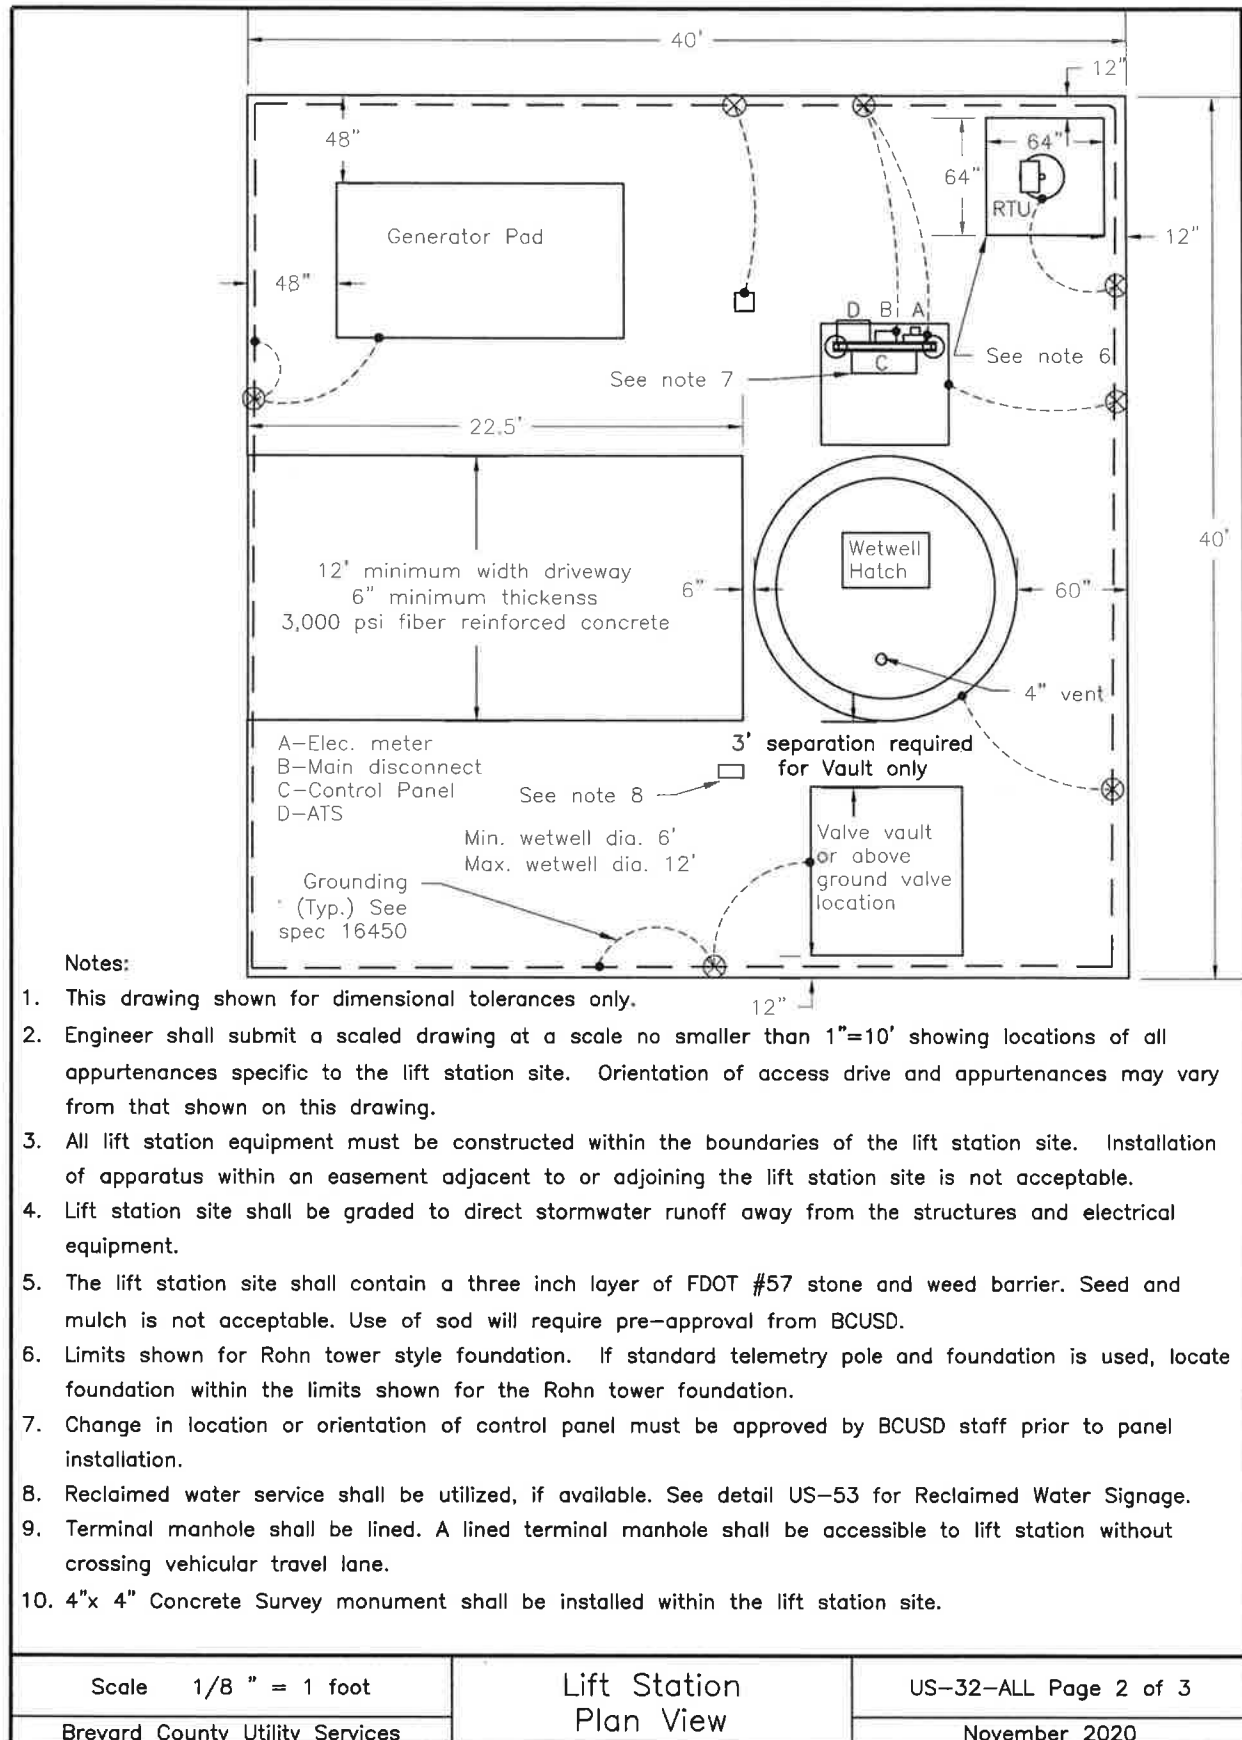 40'
12"
48"
64"
64"
RTU
Generator Pad
12"
48"
D
B
A
C
See note 6
See note 7
22.5'
40'
Wetwell
Hatch
12' minimum width driveway
6" minimum thickenss
3,000 psi fiber reinforced concrete
6"
60"
4" vent
A-Elec. meter
B-Main disconnect
C-Control Panel
D-ATS
3' separation required
for Vault only
See note 8
Min. wetwell dia. 6'
Max. wetwell dia. 12'
Valve vault
or above
ground valve
location
Grounding
(Typ.) See
spec 16450
12"
Notes:
1. This drawing shown for dimensional tolerances only.
2. Engineer shall submit a scaled drawing at a scale no smaller than 1"=10' showing locations of all
appurtenances specific to the lift station site. Orientation of access drive and appurtenances may vary
from that shown on this drawing.
3. All lift station equipment must be constructed within the boundaries of the lift station site. Installation
of apparatus within an easement adjacent to or adjoining the lift station site is not acceptable.
4. Lift station site shall be graded to direct stormwater runoff away from the structures and electrical
equipment.
5. The lift station site shall contain a three inch layer of FDOT #57 stone and weed barrier. Seed and
mulch is not acceptable. Use of sod will require pre-approval from BCUSD.
6. Limits shown for Rohn tower style foundation. If standard telemetry pole and foundation is used, locate
foundation within the limits shown for the Rohn tower foundation.
7. Change in location or orientation of control panel must be approved by BCUSD staff prior to panel
installation.
8. Reclaimed water service shall be utilized, if available. See detail US-53 for Reclaimed Water Signage.
9. Terminal manhole shall be lined. A lined terminal manhole shall be accessible to lift station without
crossing vehicular travel lane.
10. 4"x 4" Concrete Survey monument shall be installed within the lift station site.
Scale 1/8 " = 1 foot
Brevard County Utility Services
Lift Station
Plan View
US-32-ALL Page 2 of 3
November 2020